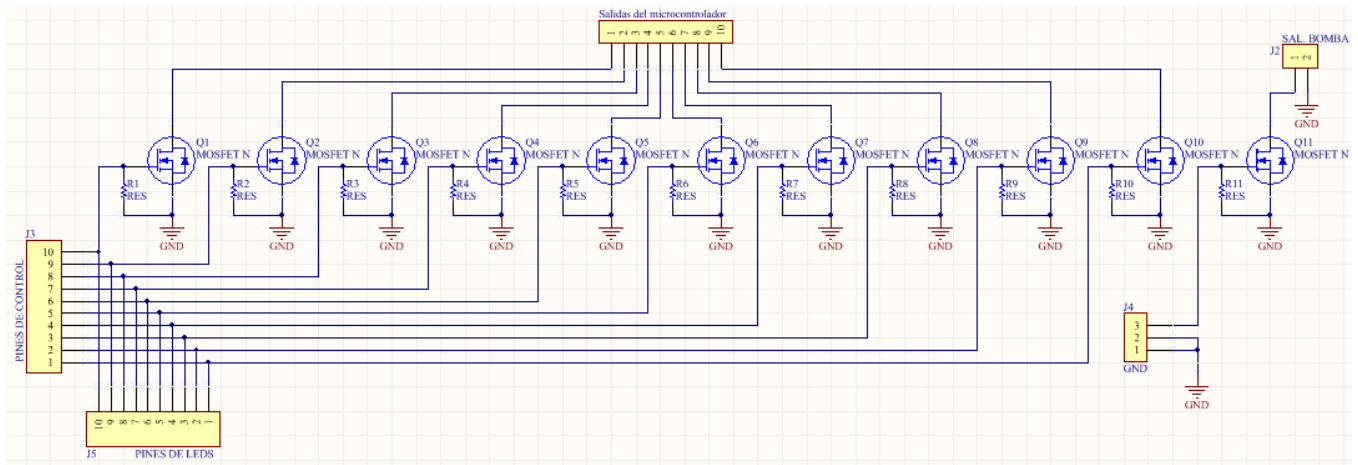 Salidas del microcontrolador
1 2 3 4 5 6 7 8 9 10
J2
SAL. BOMBA
1 2
GND
Q1
MOSFET N
R1
RES
GND
Q2
MOSFET N
R2
RES
GND
Q3
MOSFET N
R3
RES
GND
Q4
MOSFET N
R4
RES
GND
Q5
MOSFET N
R5
RES
GND
Q6
MOSFET N
R6
RES
GND
Q7
MOSFET N
R7
RES
GND
Q8
MOSFET N
R8
RES
GND
Q9
MOSFET N
R9
RES
GND
Q10
MOSFET N
R10
RES
GND
Q11
MOSFET N
R11
RES
GND
J3
PINES DE CONTROL
10
9
8
7
6
5
4
3
2
1
J4
3
2
1
GND
GND
10 9 8 7 6 5 4 3 2 1
J5
PINES DE LEDS